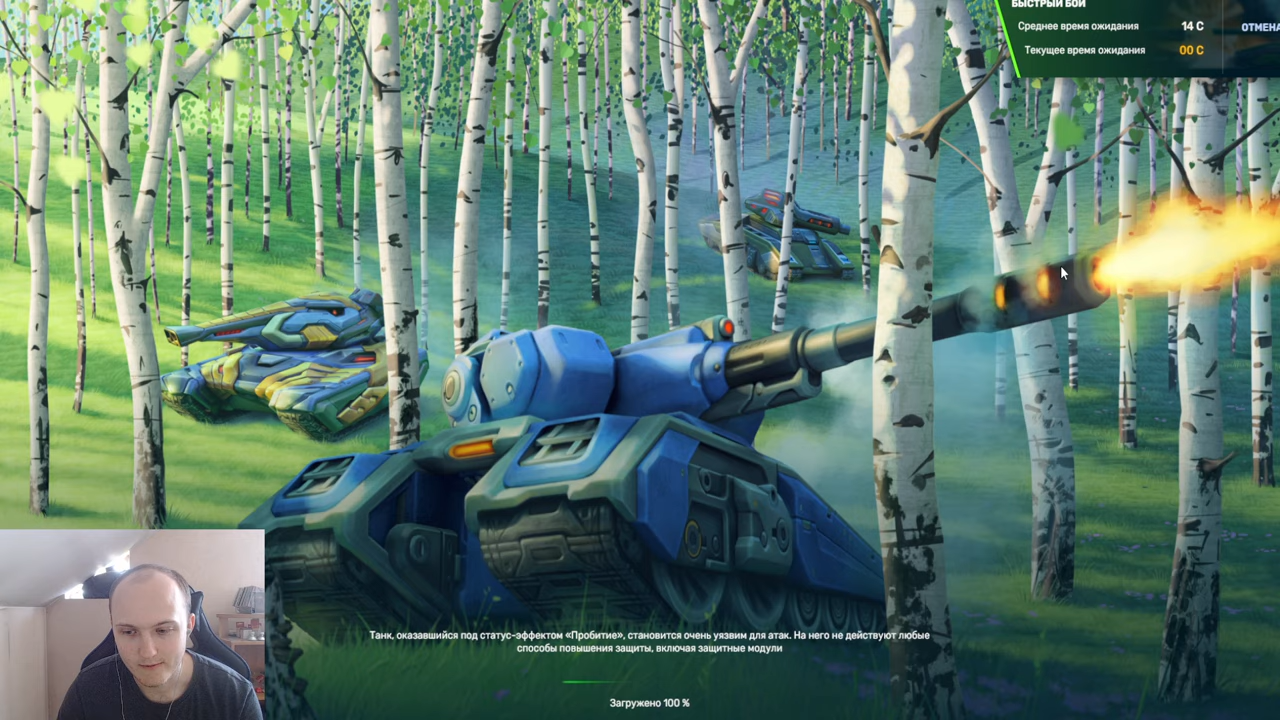 БЫСТРЫЙ БОЙ
Среднее время ожидания 14 С
ОТМЕНА
Текущее время ожидания 00 С
Танк, оказавшийся под статус-эффектом «Пробитие», становится очень уязвим для атак. На него не действуют любые
способы повышения защиты, включая защитные модули
Загружено 100 %